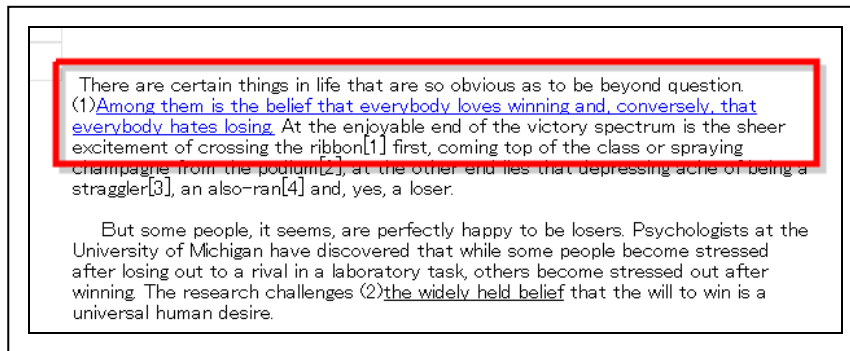 There are certain things in life that are so obvious as to be beyond question.
(1)Among them is the belief that everybody loves winning and, conversely, that
everybody hates losing. At the enjoyable end of the victory spectrum is the sheer
excitement of crossing the ribbon[1] first, coming top of the class or spraying
champagne from the podium[2], at the other end lies that depressing ache of being a
straggler[3], an also-ran[4] and, yes, a loser.
But some people, it seems, are perfectly happy to be losers. Psychologists at the
University of Michigan have discovered that while some people become stressed
after losing out to a rival in a laboratory task, others become stressed out after
winning. The research challenges (2)the widely held belief that the will to win is a
universal human desire.